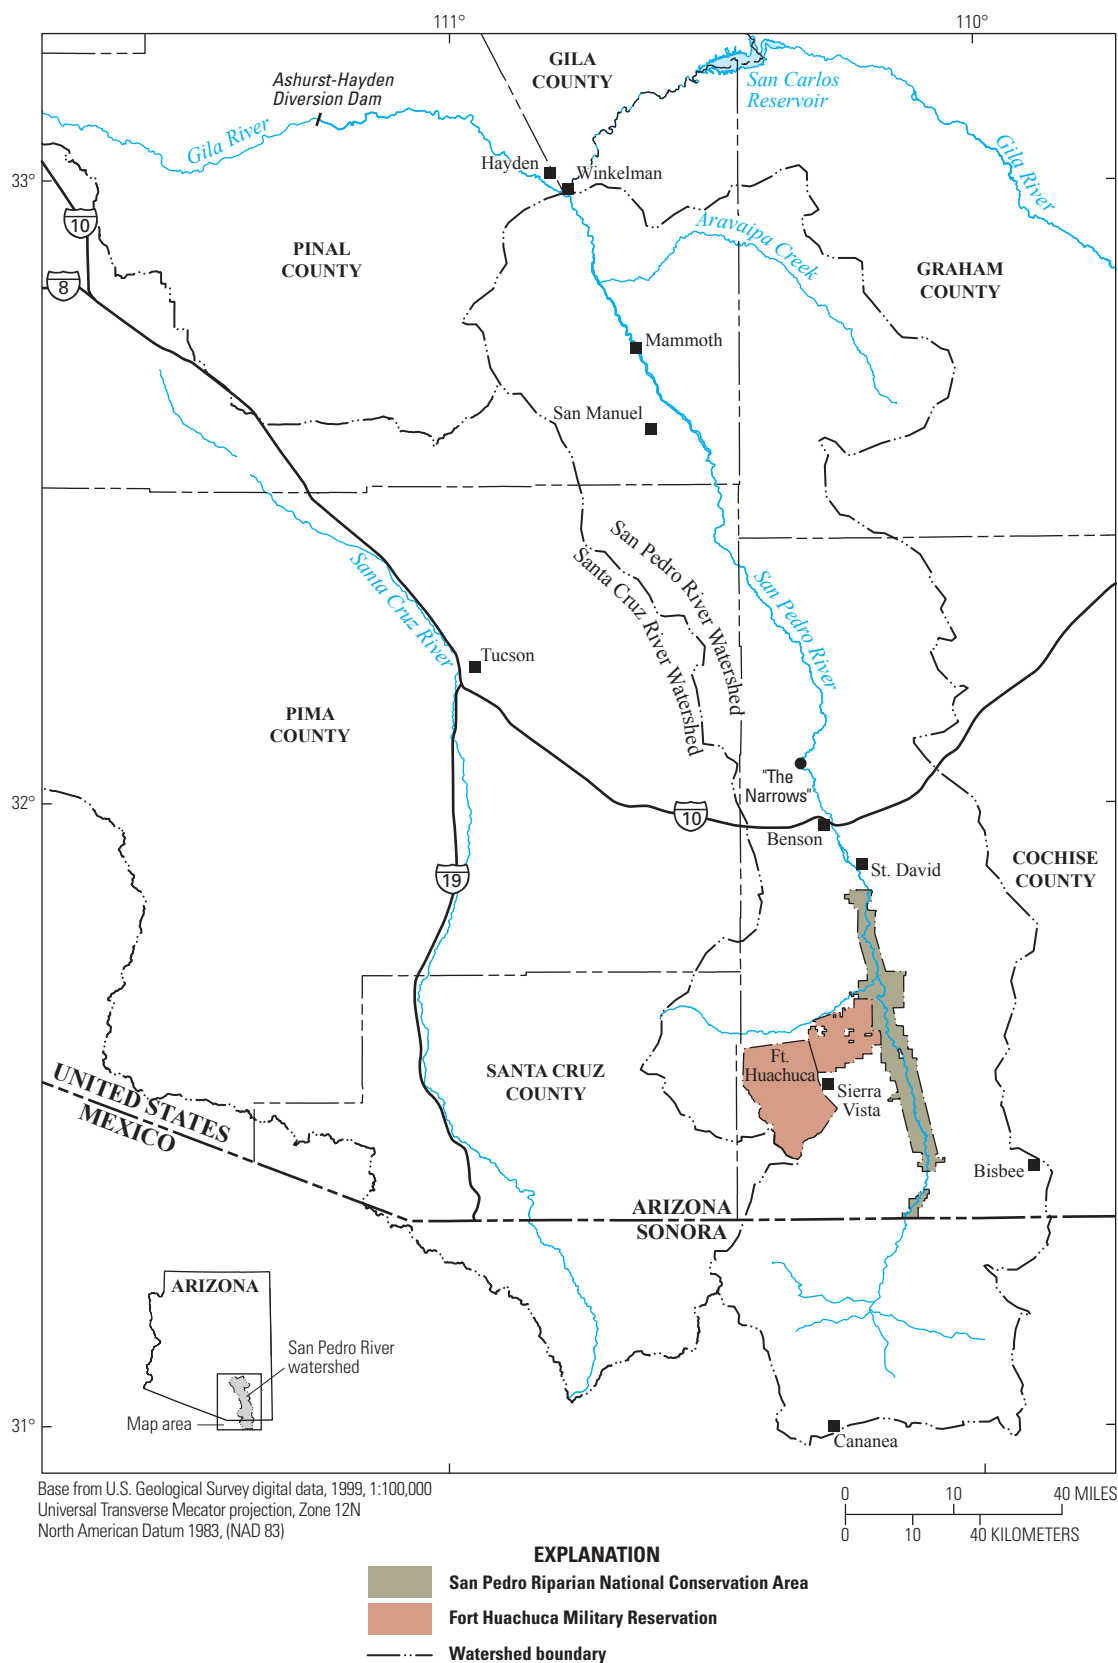 111°
110°
GILA
COUNTY
Ashurst-Hayden
Diversion Dam
San Carlos
Reservoir
Gila River
Hayden
Winkelman
Gila River
33°
10
Aravaipa Creek
PINAL
COUNTY
GRAHAM
COUNTY
8
Mammoth
San Manuel
San Pedro River Watershed
Santa Cruz River Watershed
Santa Cruz River
San Pedro River
Tucson
PIMA
COUNTY
"The
Narrows"
32°
10
Benson
COCHISE
COUNTY
St. David
19
Ft.
Huachuca
SANTA CRUZ
COUNTY
Sierra
Vista
UNITED STATES
MEXICO
Bisbee
ARIZONA
SONORA
ARIZONA
San Pedro River
watershed
Map area
31°
Cananea
Base from U.S. Geological Survey digital data, 1999, 1:100,000
Universal Transverse Mecator projection, Zone 12N
North American Datum 1983, (NAD 83)
0 10 40 MILES
0 10 40 KILOMETERS
EXPLANATION
San Pedro Riparian National Conservation Area
Fort Huachuca Military Reservation
Watershed boundary